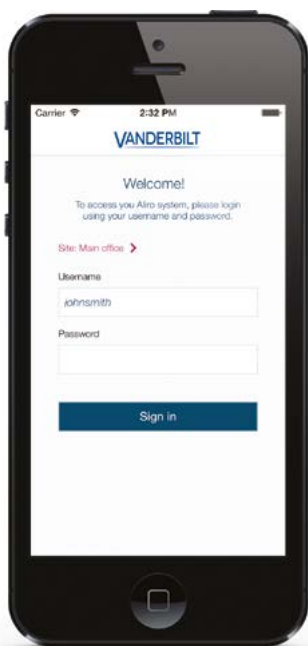 Carrier 2:32 PM
VANDERBILT
Welcome!
To access you Aliro system, please login
using your username and password.
Site: Main office
Username
johnsmith
Password
Sign in